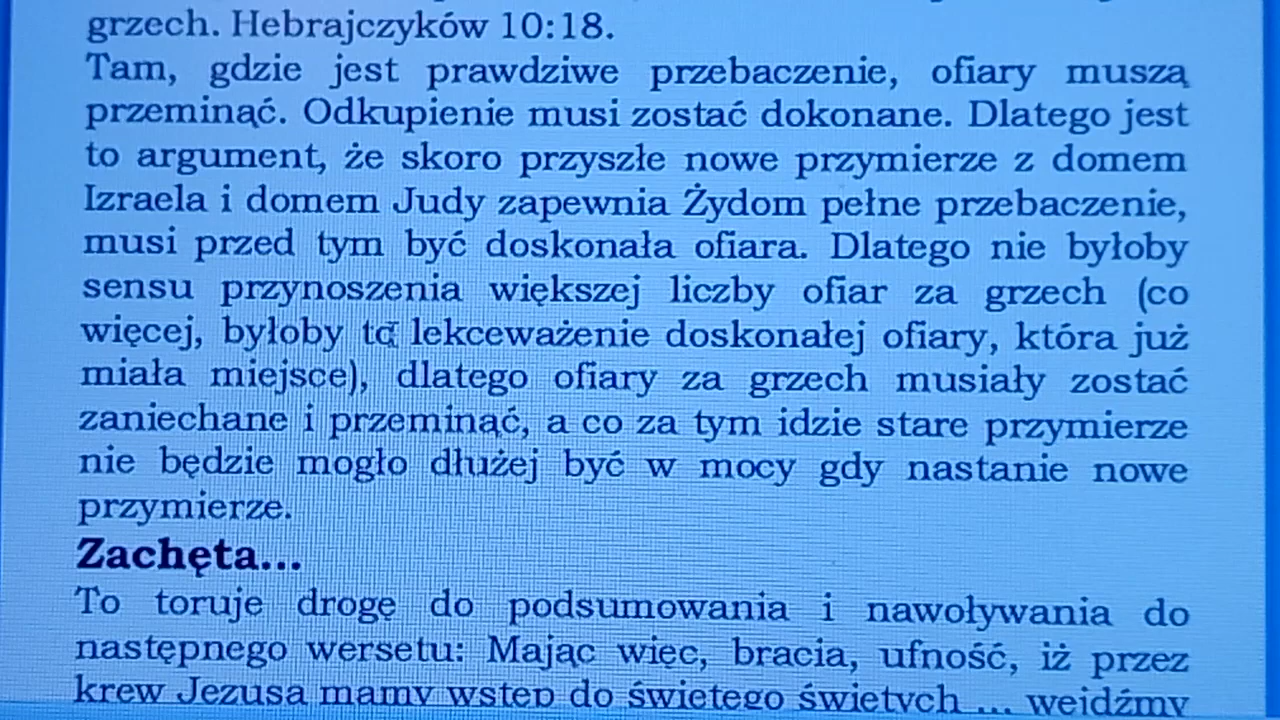 grzech. Hebrajczyków 10:18.
Tam, gdzie jest prawdziwe przebaczenie, ofiary muszą
przeminąć. Odkupienie musi zostać dokonane. Dlatego jest
to argument, że skoro przyszłe nowe przymierze z domem
Izraela i domem Judy zapewnia Żydom pełne przebaczenie,
musi przed tym być doskonała ofiara. Dlatego nie byłoby
sensu przynoszenia większej liczby ofiar za grzech (co
więcej, byłoby to lekceważenie doskonałej ofiary, która już
miała miejsce), dlatego ofiary za grzech musiały zostać
zaniechane i przeminąć, a co za tym idzie stare przymierze
nie będzie mogło dłużej być w mocy gdy nastanie nowe
przymierze.
Zachęta...
To toruje drogę do podsumowania i nawoływania do
następnego wersetu: Mając więc, bracia, ufność, iż przez
krew Jezusa mamy wstęp do świętego świętych ... wejdźmy